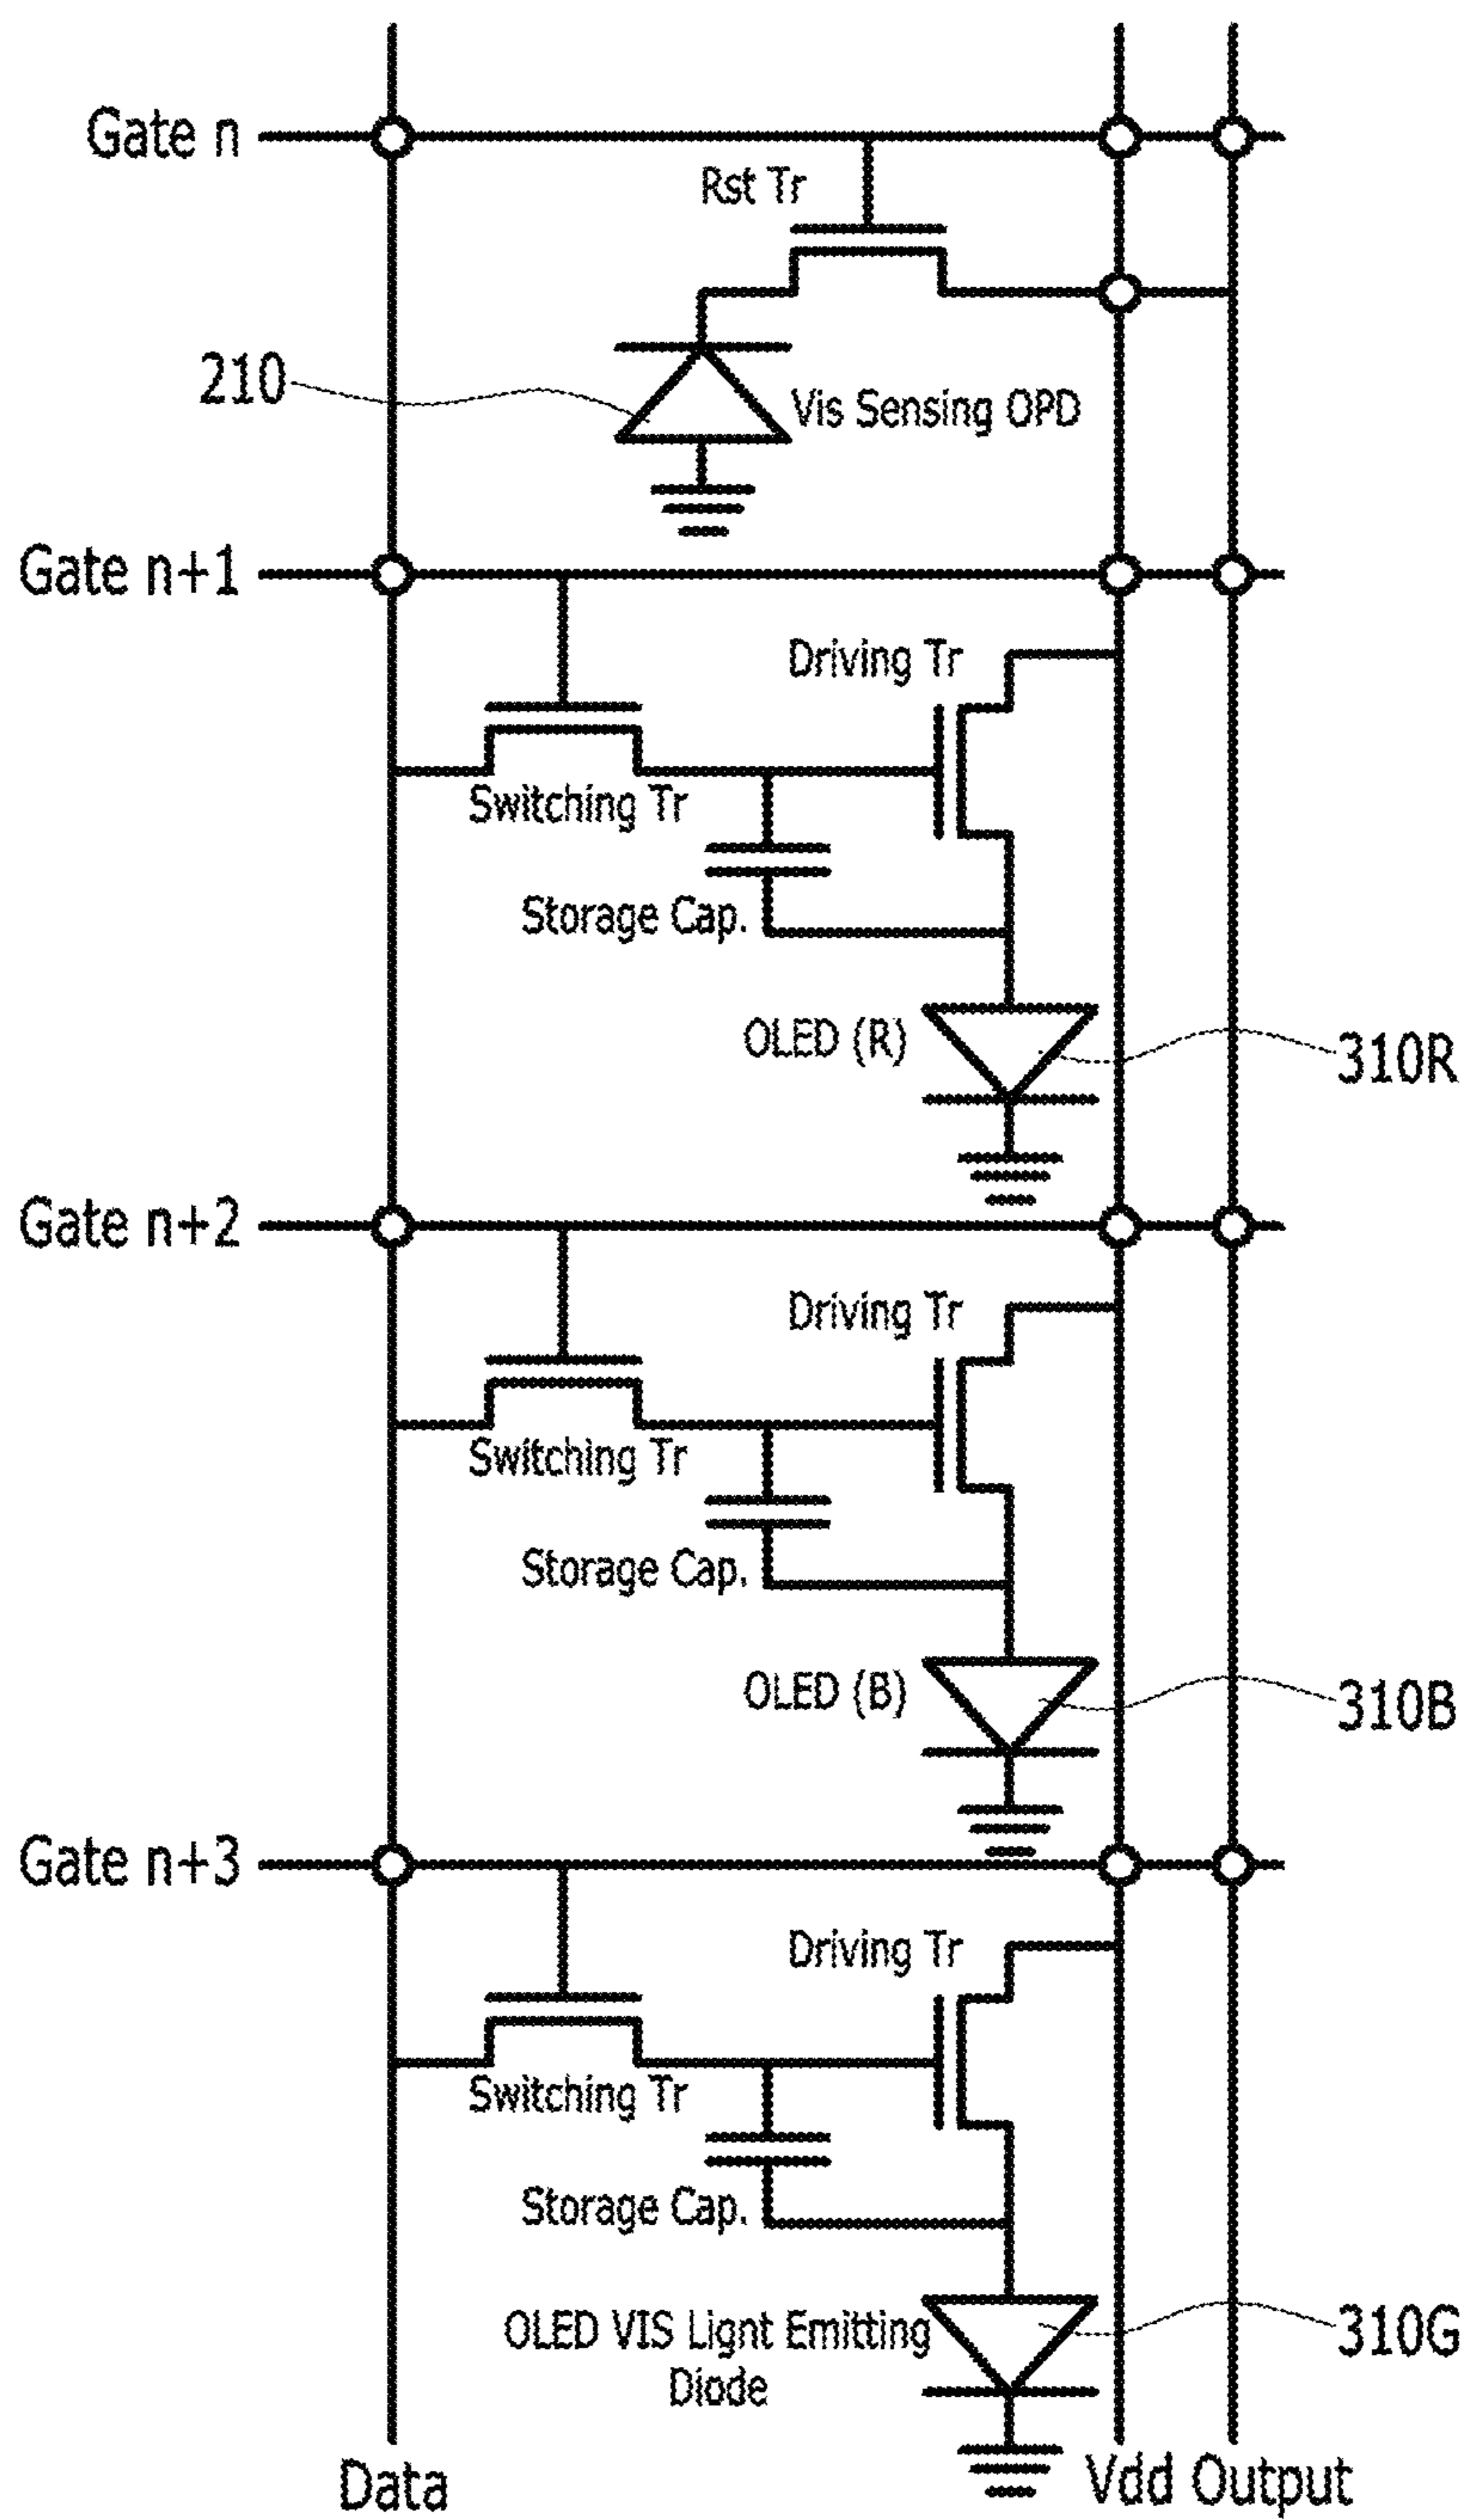 Gate n
Rst Tr
210
Vis Sensing OPD
Gate n+1
Driving Tr
Switching Tr
Storage Cap.
OLED (R)
310R
Gate n+2
Driving Tr
Switching Tr
Storage Cap.
OLED (B)
310B
Gate n+3
Driving Tr
Switching Tr
Storage Cap.
OLED VIS Lignt Emitting
Diode
310G
Data
Vdd Output